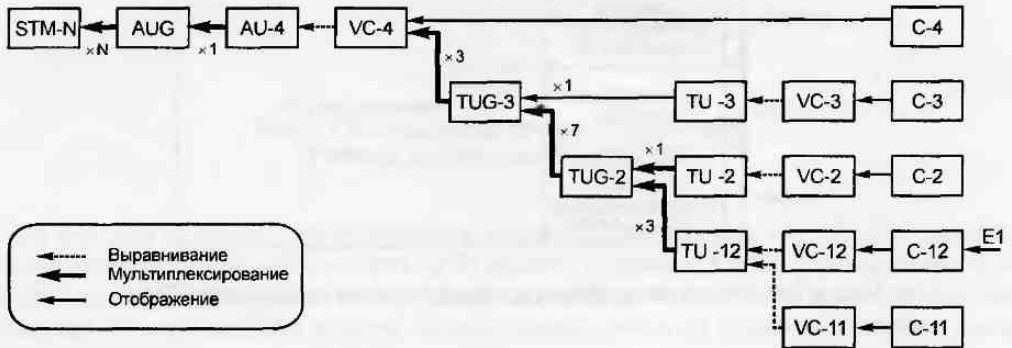 STM-N
×N
AUG
×1
AU-4
VC-4
C-4
×3
TUG-3
×1
TU -3
VC-3
C-3
×7
TUG-2
×1
TU -2
VC-2
C-2
×3
TU -12
VC-12
C-12
E1
VC-11
C-11
Выравнивание
Мультиплексирование
Отображение